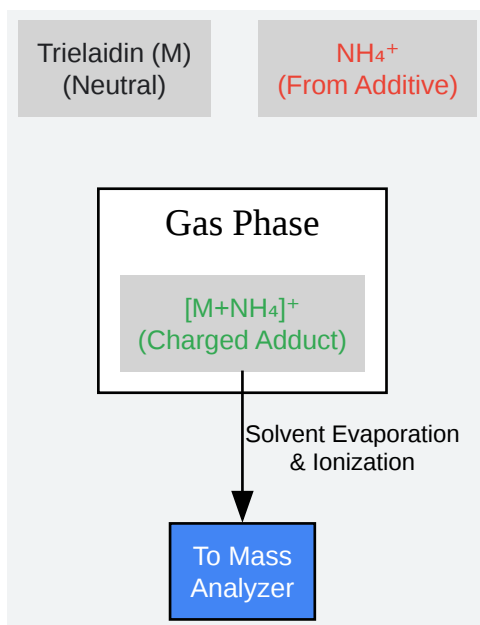 Trielaidin (M)
(Neutral)
NH₄⁺
(From Additive)
Gas Phase
[M+NH₄]⁺
(Charged Adduct)
Solvent Evaporation
& Ionization
To Mass
Analyzer